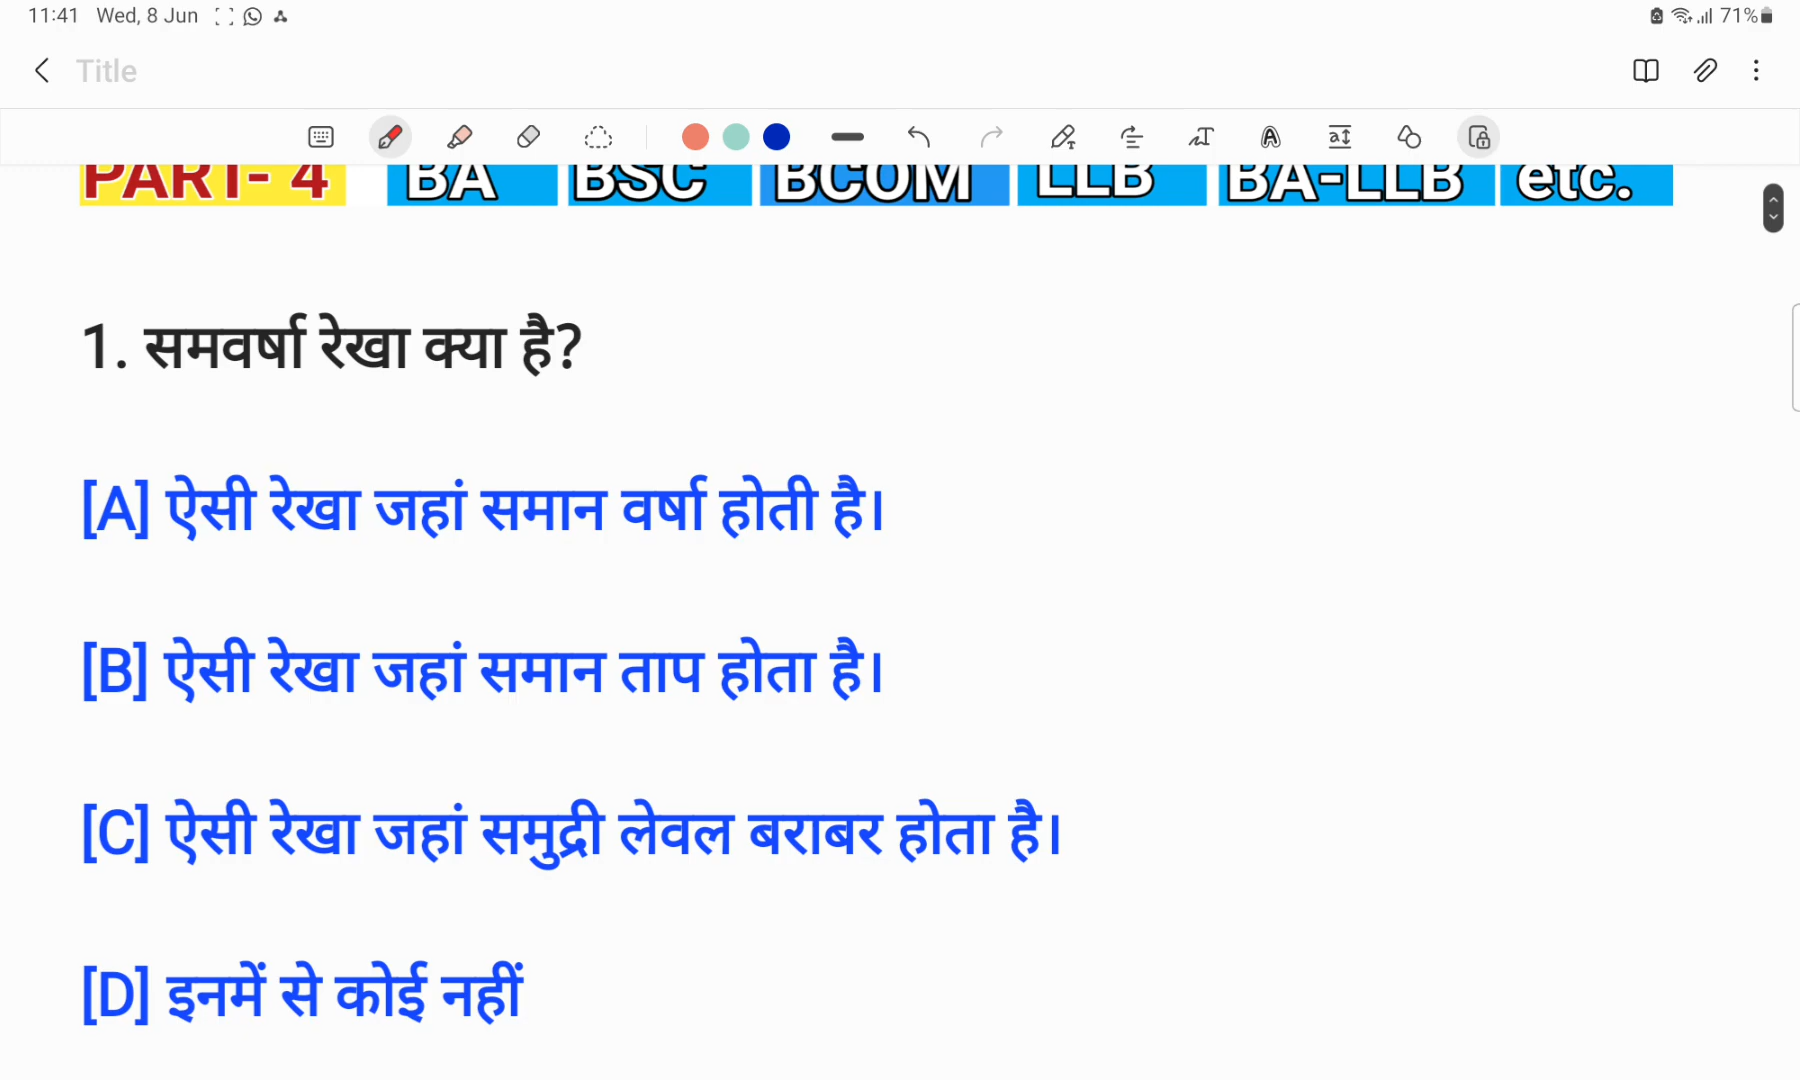 11:41 Wed, 8 Jun 71%
Title
PART- 4 BA BSC BCOM LLB BA-LLB etc.
1. समवर्षा रेखा क्या है?
[A] ऐसी रेखा जहां समान वर्षा होती है।
[B] ऐसी रेखा जहां समान ताप होता है।
[C] ऐसी रेखा जहां समुद्री लेवल बराबर होता है।
[D] इनमें से कोई नहीं